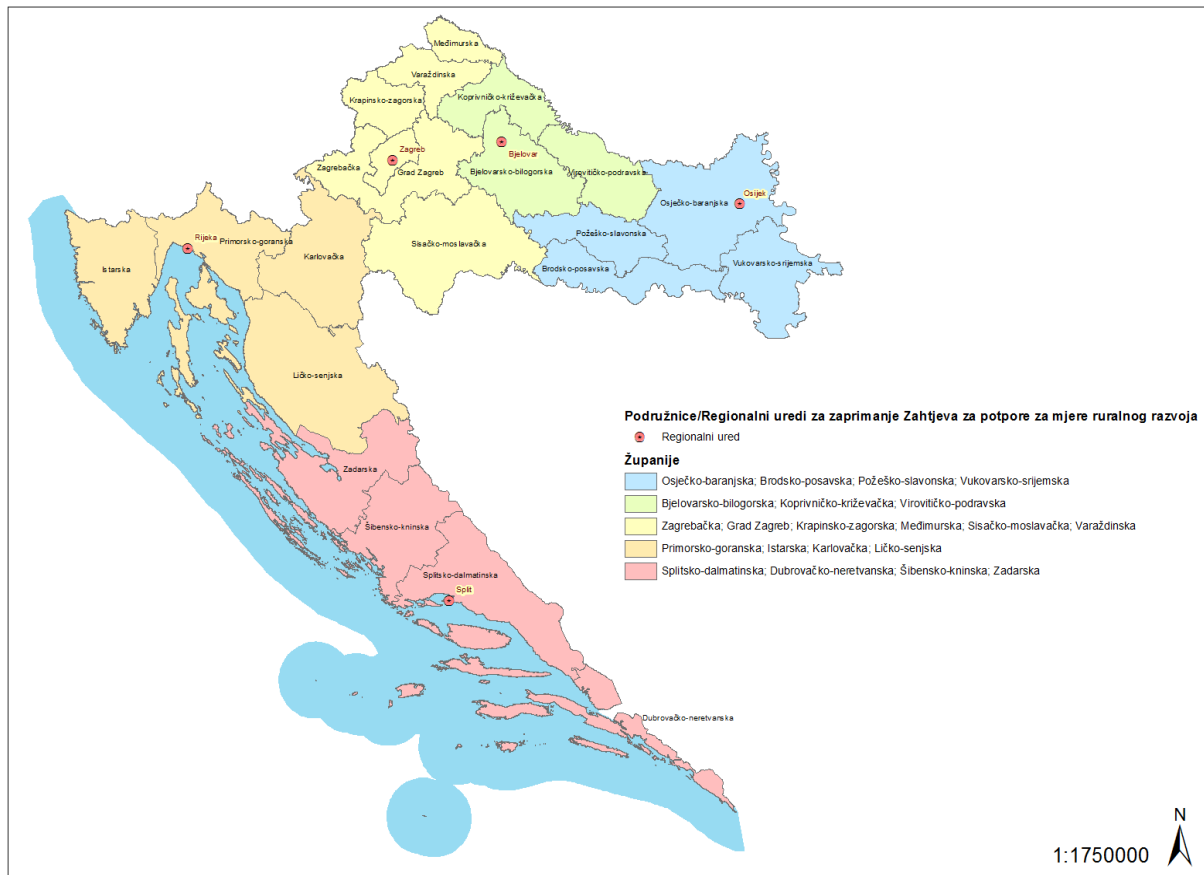 Međimurska
Varaždinska
Krapinsko-zagorska
Koprivničko-križevačka
Zagreb
Bjelovar
Zagrebačka
Grad Zagreb
Bjelovarsko-bilogorska
Virovitičko-podravska
Osijek
Osječko-baranjska
Rijeka
Primorsko-goranska
Sisačko-moslavačka
Požeško-slavonska
Istarska
Karlovačka
Brodsko-posavska
Vukovarsko-srijemska
Ličko-senjska
Podružnice/Regionalni uredi za zaprimanje Zahtjeva za potpore za mjere ruralnog razvoja
Regionalni ured
Županije
Osječko-baranjska; Brodsko-posavska; Požeško-slavonska; Vukovarsko-srijemska
Bjelovarsko-bilogorska; Koprivničko-križevačka; Virovitičko-podravska
Zagrebačka; Grad Zagreb; Krapinsko-zagorska; Međimurska; Sisačko-moslavačka; Varaždinska
Primorsko-goranska; Istarska; Karlovačka; Ličko-senjska
Splitsko-dalmatinska; Dubrovačko-neretvanska; Šibensko-kninska; Zadarska
Zadarska
Šibensko-kninska
Splitsko-dalmatinska
Split
Dubrovačko-neretvanska
N
1:1750000